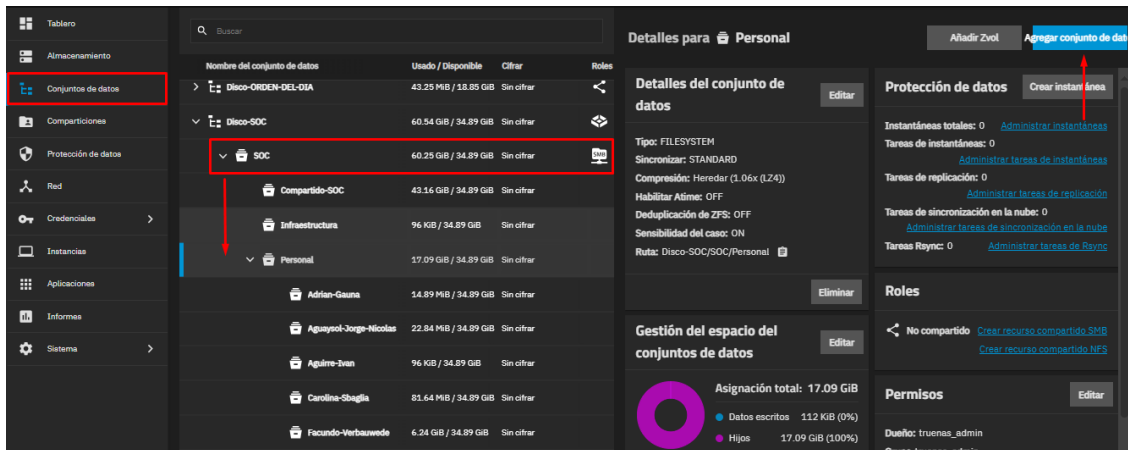 Tablero
Almacenamiento
Conjuntos de datos
Comparticiones
Protección de datos
Red
Credenciales
Instancias
Aplicaciones
Informes
Sistema
Buscar
Nombre del conjunto de datos Usado / Disponible Cifrar Roles
Disco-ORDEN-DEL-DIA 43.25 MiB / 18.85 GiB Sin cifrar
Disco-SOC 60.54 GiB / 34.89 GiB Sin cifrar
SOC 60.25 GiB / 34.89 GiB Sin cifrar SMB
Compartido-SOC 43.16 GiB / 34.89 GiB Sin cifrar
Infraestructura 96 KiB / 34.89 GiB Sin cifrar
Personal 17.09 GiB / 34.89 GiB Sin cifrar
Adrian-Gauna 14.89 MiB / 34.89 GiB Sin cifrar
Aguaysol-Jorge-Nicolas 22.84 MiB / 34.89 GiB Sin cifrar
Aguirre-Ivan 96 KiB / 34.89 GiB Sin cifrar
Carolina-Sbaglia 81.64 MiB / 34.89 GiB Sin cifrar
Facundo-Verbauwede 6.24 GiB / 34.89 GiB Sin cifrar
Detalles para Personal
Añadir Zvol
Agregar conjunto de dat
Detalles del conjunto de
datos
Editar
Tipo: FILESYSTEM
Sincronizar: STANDARD
Compresión: Heredar (1.06x (LZ4))
Habilitar Atime: OFF
Deduplicación de ZFS: OFF
Sensibilidad del caso: ON
Ruta: Disco-SOC/SOC/Personal
Eliminar
Gestión del espacio del
conjuntos de datos
Editar
Asignación total: 17.09 GiB
Datos escritos 112 KiB (0%)
Hijos 17.09 GiB (100%)
Protección de datos
Crear instantánea
Instantáneas totales: 0 Administrar instantáneas
Tareas de instantáneas: 0
Administrar tareas de instantáneas
Tareas de replicación: 0
Administrar tareas de replicación
Tareas de sincronización en la nube: 0
Administrar tareas de sincronización en la nube
Tareas Rsync: 0 Administrar tareas de Rsync
Roles
No compartido Crear recurso compartido SMB
Crear recurso compartido NFS
Permisos
Editar
Dueño: truenas_admin